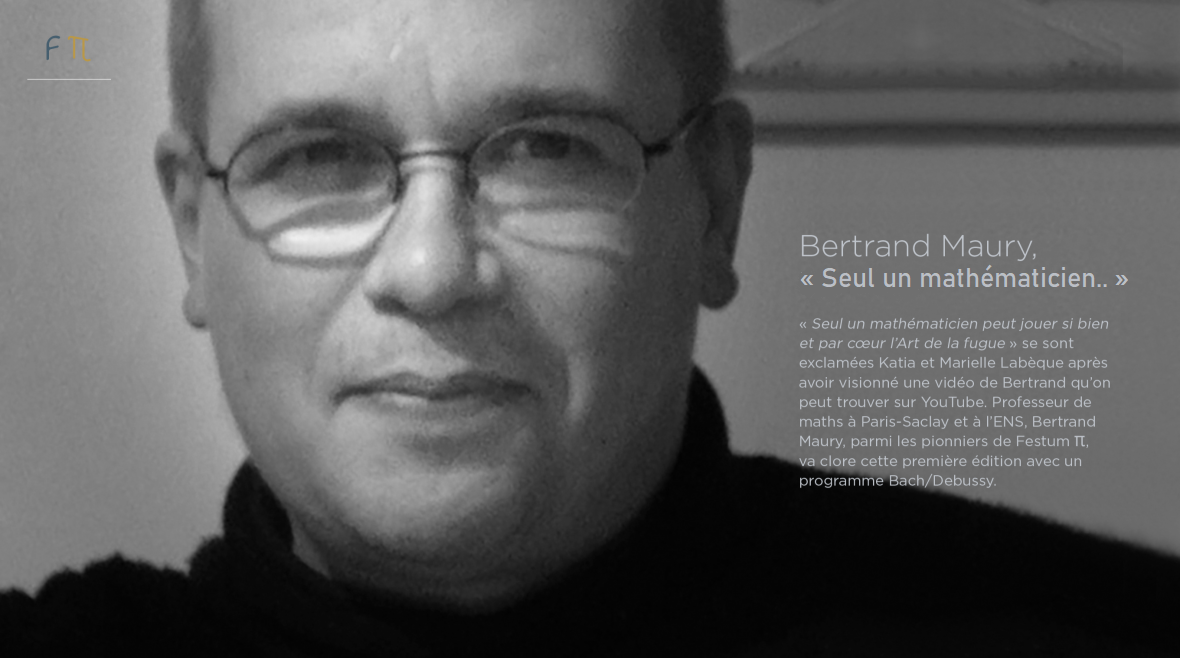 F π
Bertrand Maury,
« Seul un mathématicien.. »
« Seul un mathématicien peut jouer si bien
et par cœur l’Art de la fugue » se sont
exclamées Katia et Marielle Labèque après
avoir visionné une vidéo de Bertrand qu’on
peut trouver sur YouTube. Professeur de
maths à Paris-Saclay et à l’ENS, Bertrand
Maury, parmi les pionniers de Festum π,
va clore cette première édition avec un
programme Bach/Debussy.